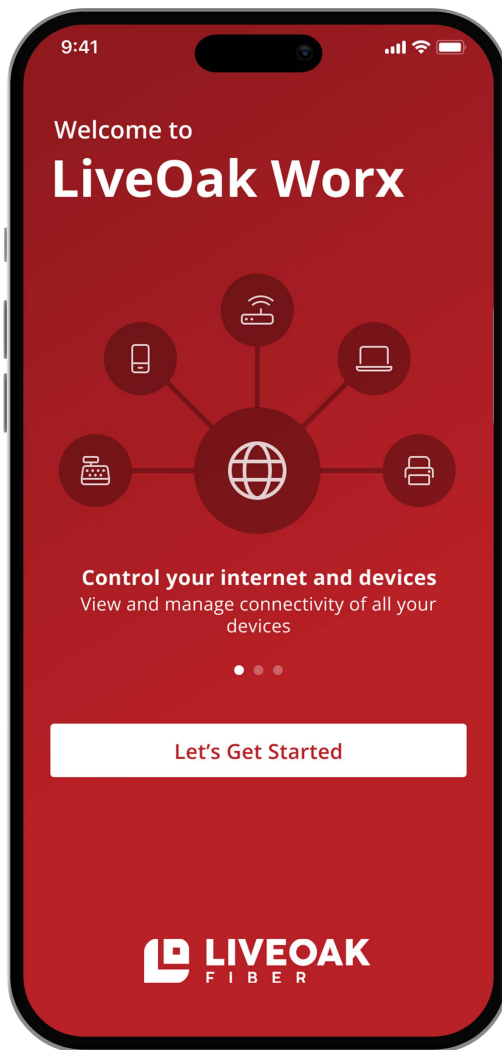 9:41
Welcome to
LiveOak Worx
Control your internet and devices
View and manage connectivity of all your
devices
Let’s Get Started
LIVEOAK
FIBER